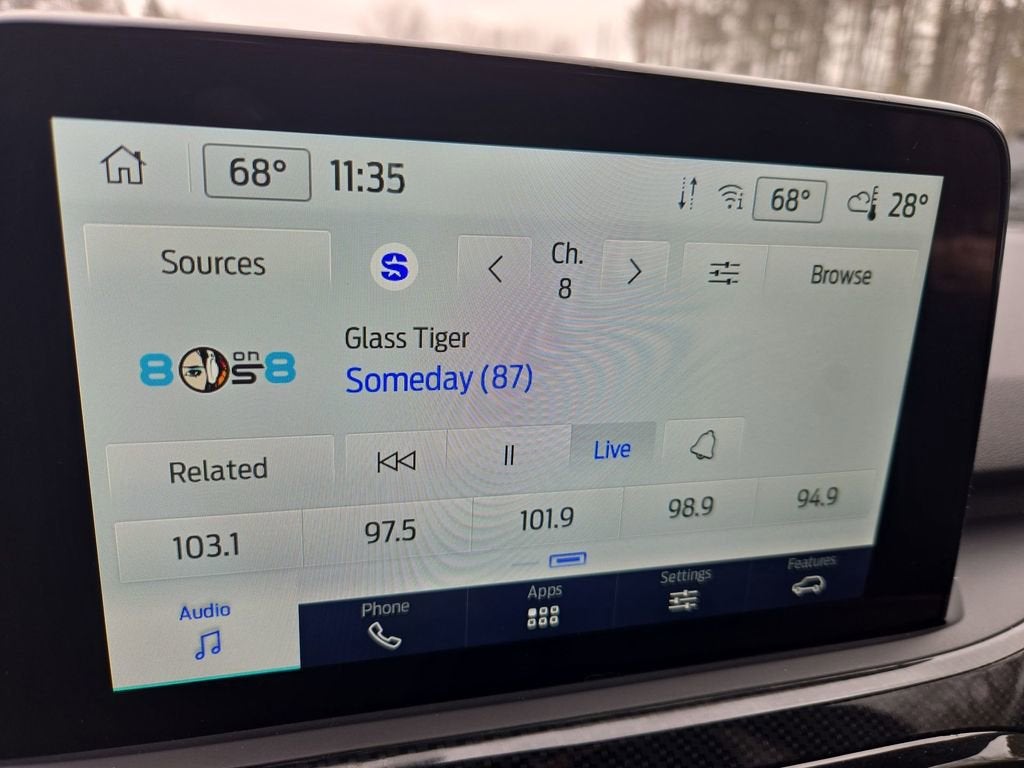 68° 11:35 68° 28°
Sources S Ch. 8 Browse
80s on 8
Glass Tiger
Someday (87)
Related Live
103.1 97.5 101.9 98.9 94.9
Audio Phone Apps Settings Features